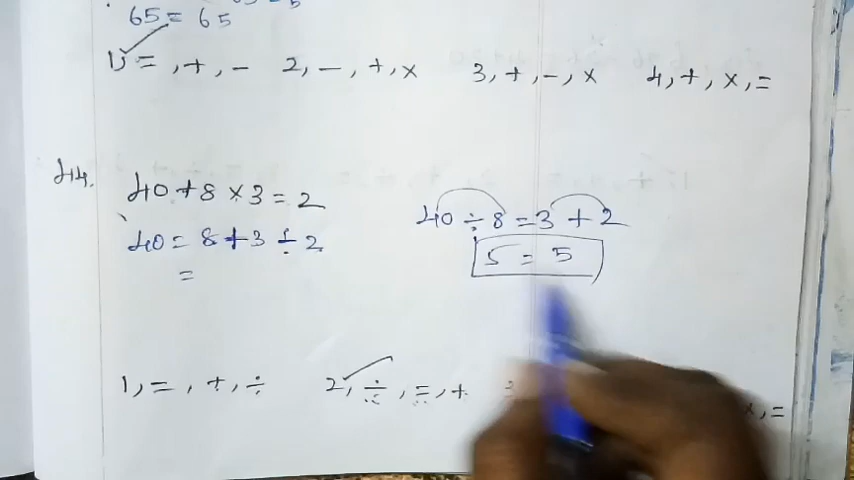 65 = 65
1, = , + , - 2, - , + , × 3, + , - , × 4, + , × , =
44.
40 + 8 × 3 = 2
40 ÷ 8 = 3 + 2
40 = 8 + 3 ÷ 2
5 = 5
=
1, = , + , ÷ 2, ÷ , = , + , =